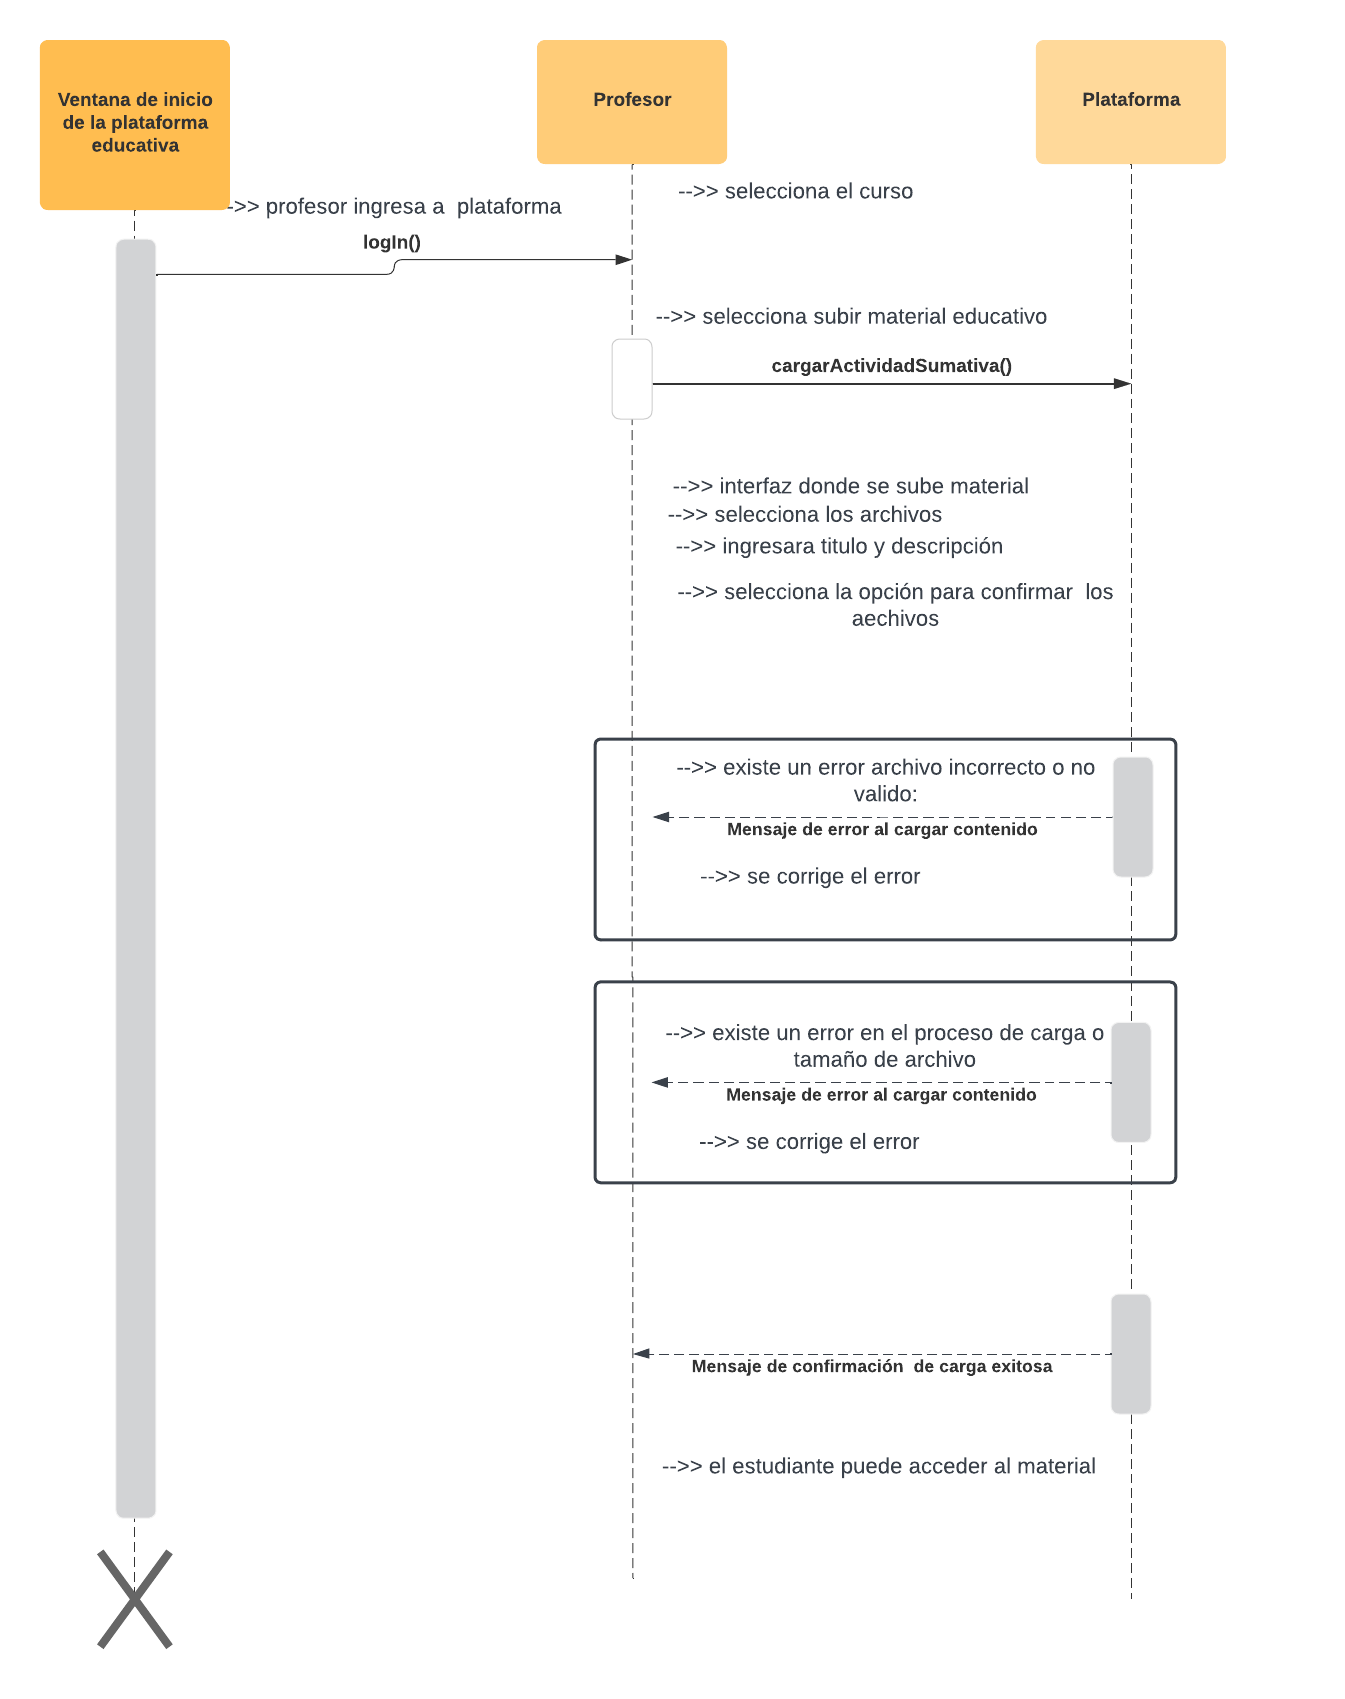 Ventana de inicio
de la plataforma
educativa
Profesor
Plataforma
-->> selecciona el curso
->> profesor ingresa a  plataforma
logIn()
-->> selecciona subir material educativo
cargarActividadSumativa()
-->> interfaz donde se sube material
-->> selecciona los archivos
-->> ingresara titulo y descripción
-->> selecciona la opción para confirmar  los
aechivos
-->> existe un error archivo incorrecto o no
valido:
Mensaje de error al cargar contenido
-->> se corrige el error
-->> existe un error en el proceso de carga o
tamaño de archivo
Mensaje de error al cargar contenido
-->> se corrige el error
Mensaje de confirmación  de carga exitosa
-->> el estudiante puede acceder al material